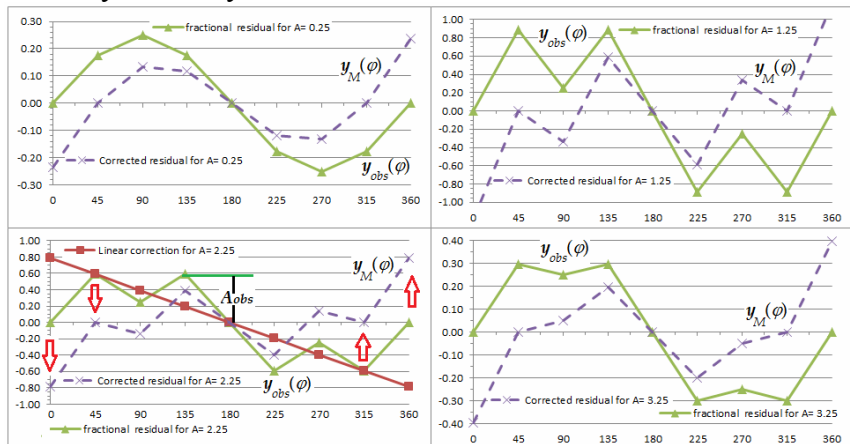 fractional residual for A= 0.25
y_M(φ)
Corrected residual for A= 0.25
y_obs(φ)
0.30
0.20
0.10
0.00
-0.10
-0.20
-0.30
0 45 90 135 180 225 270 315 360
y_obs(φ)
fractional residual for A= 1.25
y_M(φ)
Corrected residual for A= 1.25
1.00
0.80
0.60
0.40
0.20
0.00
-0.20
-0.40
-0.60
-0.80
-1.00
0 45 90 135 180 225 270 315 360
Linear correction for A= 2.25
y_M(φ)
A_obs
Corrected residual for A= 2.25
y_obs(φ)
fractional residual for A= 2.25
1.00
0.80
0.60
0.40
0.20
0.00
-0.20
-0.40
-0.60
-0.80
-1.00
0 45 90 135 180 225 270 315 360
y_obs(φ)
y_M(φ)
Corrected residual for A= 3.25
fractional residual for A= 3.25
0.40
0.30
0.20
0.10
0.00
-0.10
-0.20
-0.30
-0.40
0 45 90 135 180 225 270 315 360